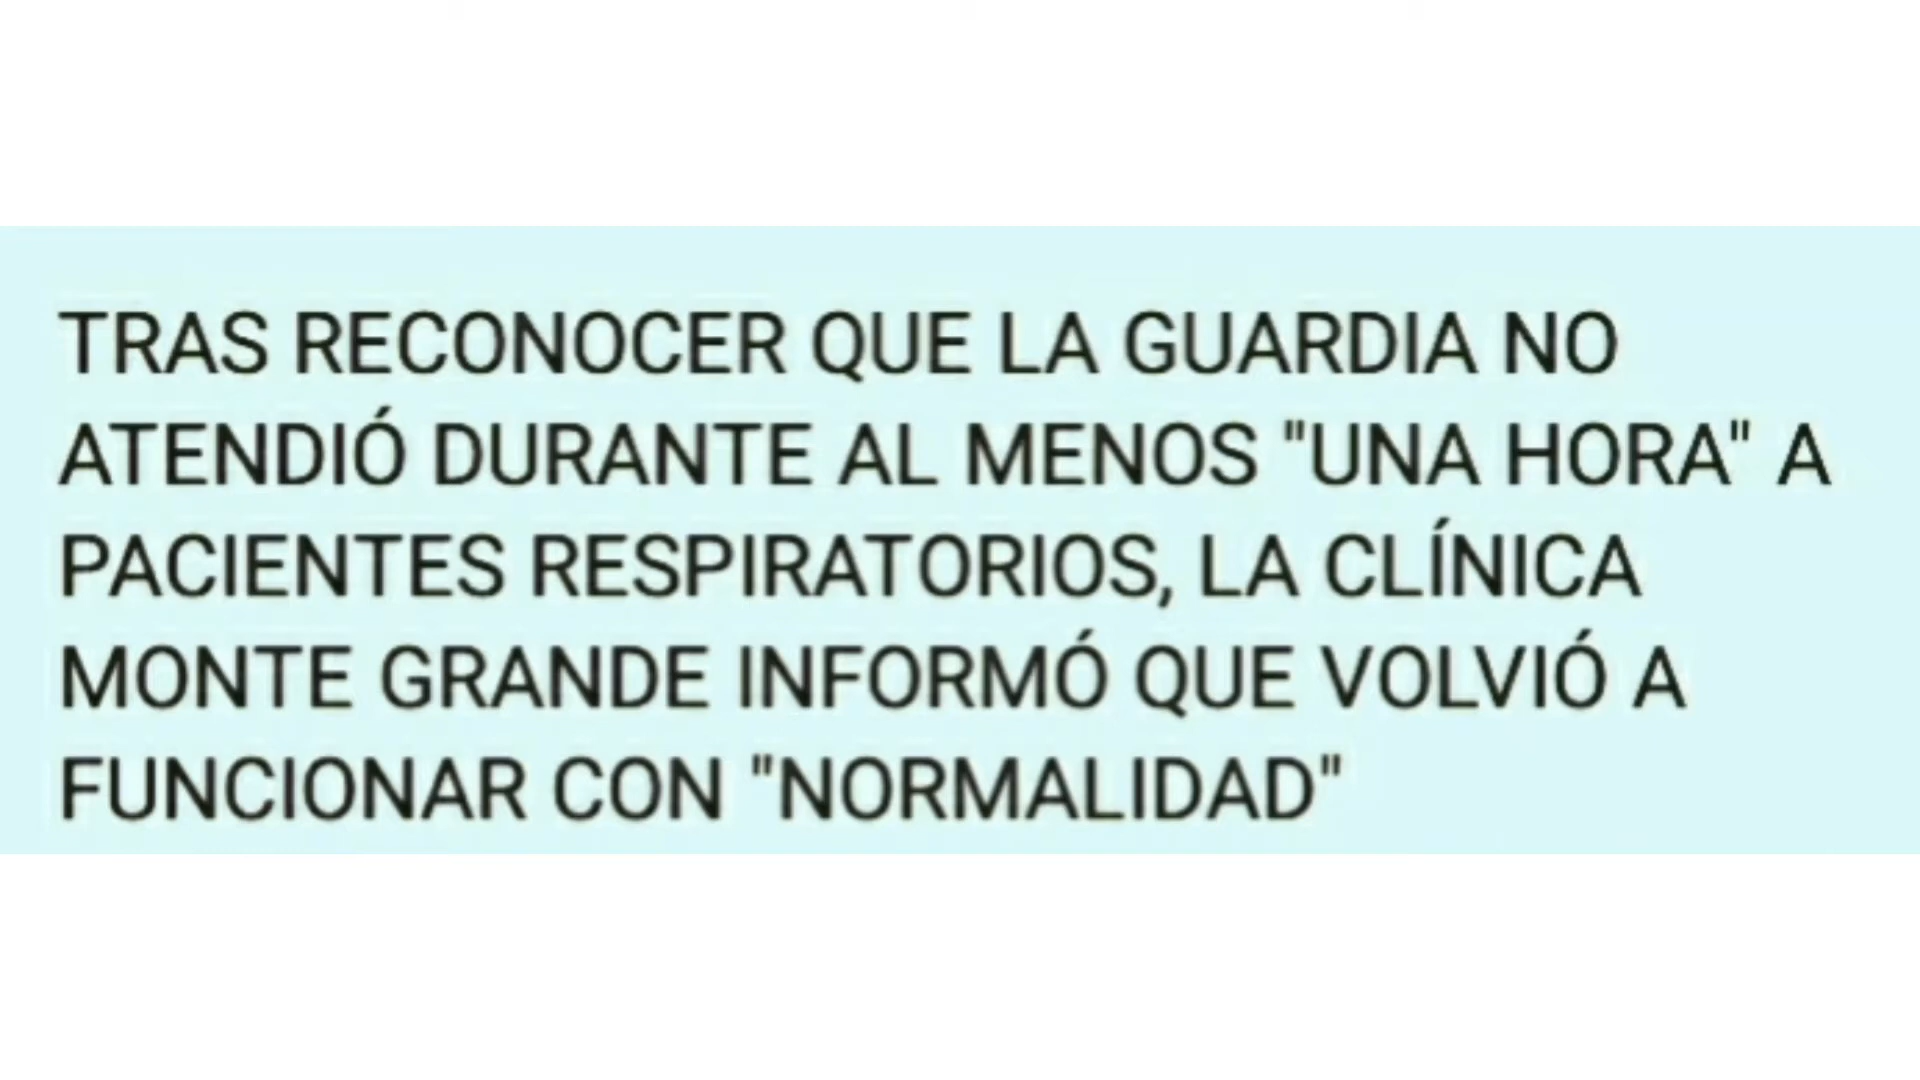 TRAS RECONOCER QUE LA GUARDIA NO
ATENDIÓ DURANTE AL MENOS "UNA HORA" A
PACIENTES RESPIRATORIOS, LA CLÍNICA
MONTE GRANDE INFORMÓ QUE VOLVIÓ A
FUNCIONAR CON "NORMALIDAD"